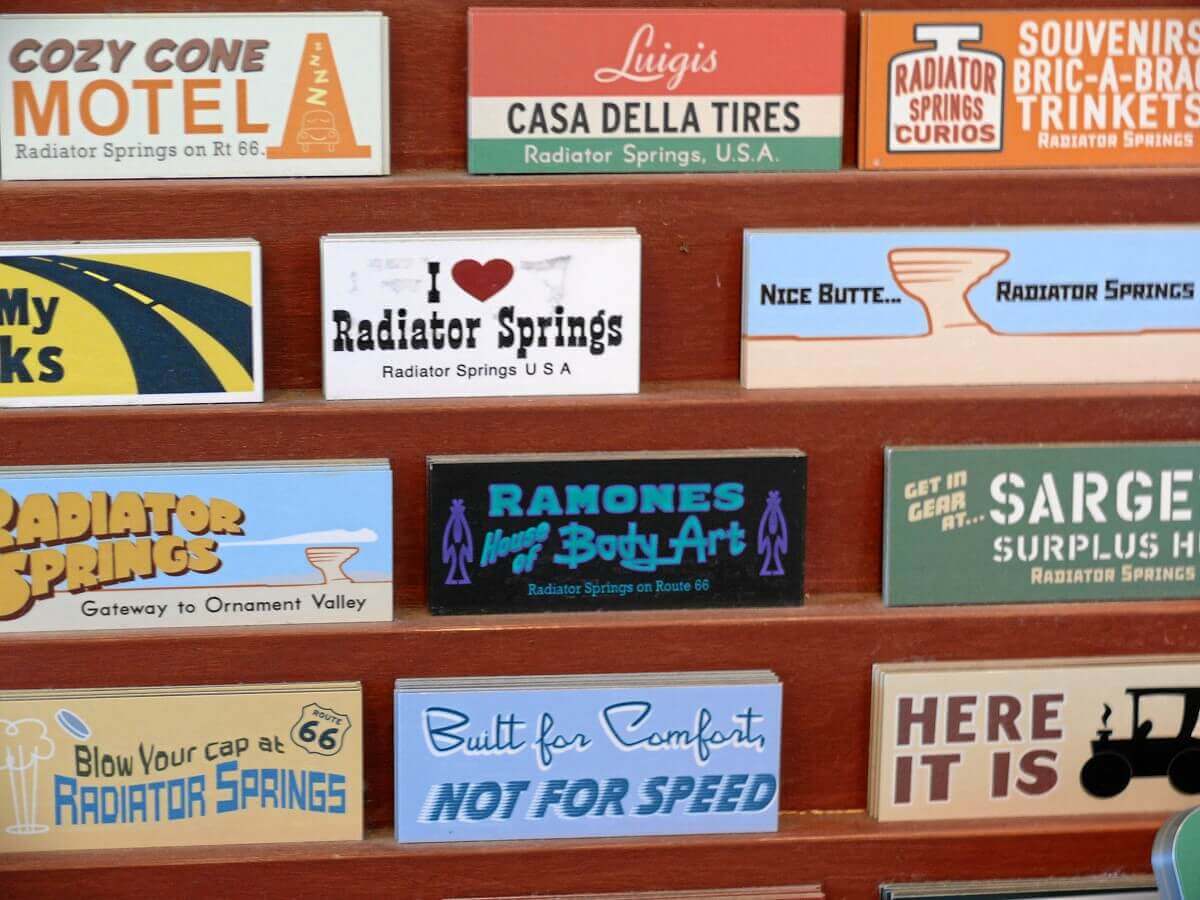 COZY CONE
MOTEL
Radiator Springs on Rt 66.
Luigis
CASA DELLA TIRES
Radiator Springs, U.S.A.
RADIATOR
SPRINGS
CURIOS
SOUVENIRS
BRIC-A-BRAC
TRINKETS
RADIATOR SPRINGS
My
ks
I
Radiator Springs
Radiator Springs U S A
NICE BUTTE...
RADIATOR SPRINGS
RADIATOR
SPRINGS
Gateway to Ornament Valley
RAMONES
House of Body Art
Radiator Springs on Route 66
GET IN
GEAR
AT...
SARGE
SURPLUS H
RADIATOR SPRINGS
Blow Your cap at
RADIATOR SPRINGS
ROUTE
66
Built for Comfort,
NOT FOR SPEED
HERE
IT IS